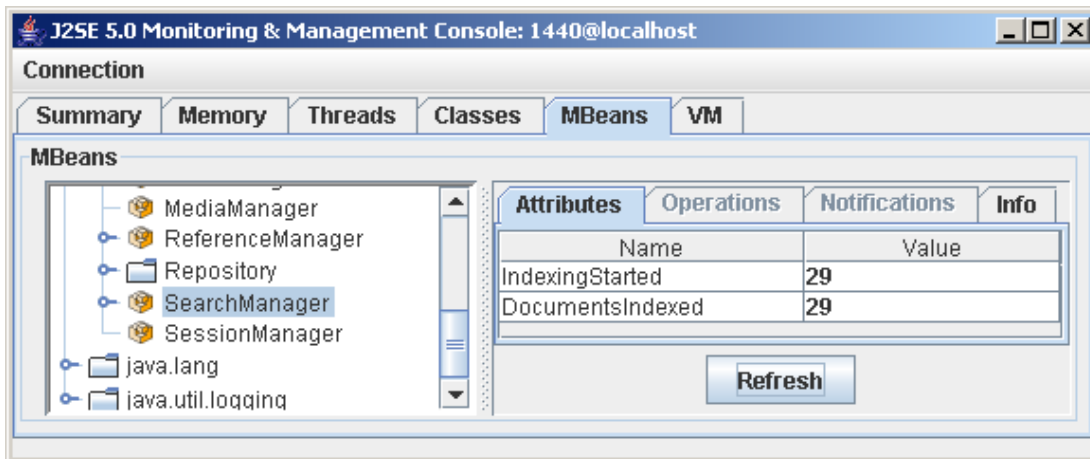 J2SE 5.0 Monitoring & Management Console: 1440@localhost
Connection
Summary Memory Threads Classes MBeans VM
MBeans
MediaManager
ReferenceManager
Repository
SearchManager
SessionManager
java.lang
java.util.logging
Attributes Operations Notifications Info
Name Value
IndexingStarted 29
DocumentsIndexed 29
Refresh